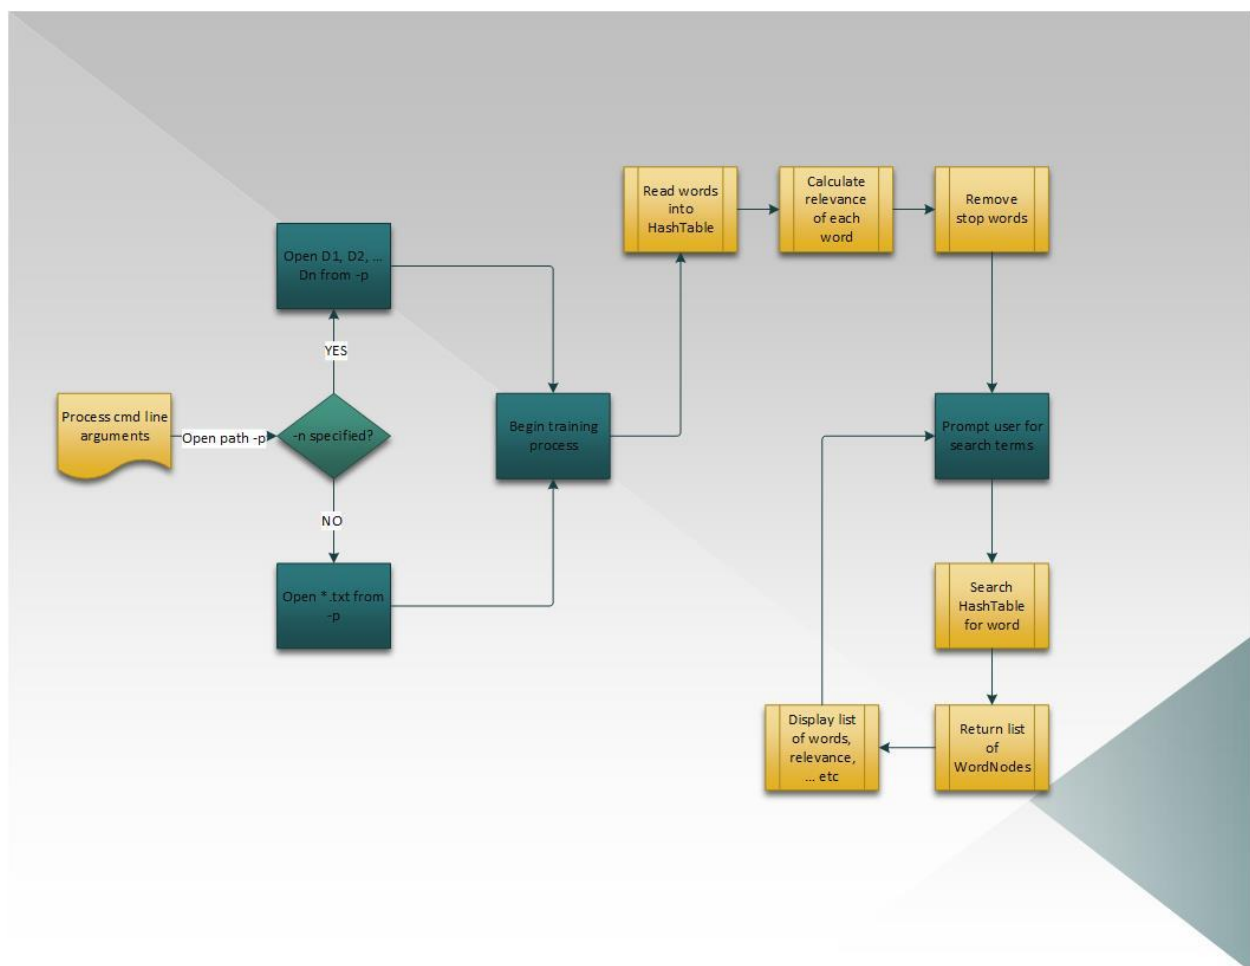 Process cmd line
arguments
Open path -p
-n specified?
YES
Open D1, D2, ...
Dn from -p
NO
Open *.txt from
-p
Begin training
process
Read words
into
HashTable
Calculate
relevance
of each
word
Remove
stop words
Prompt user for
search terms
Search
HashTable
for word
Return list
of
WordNodes
Display list
of words,
relevance,
... etc